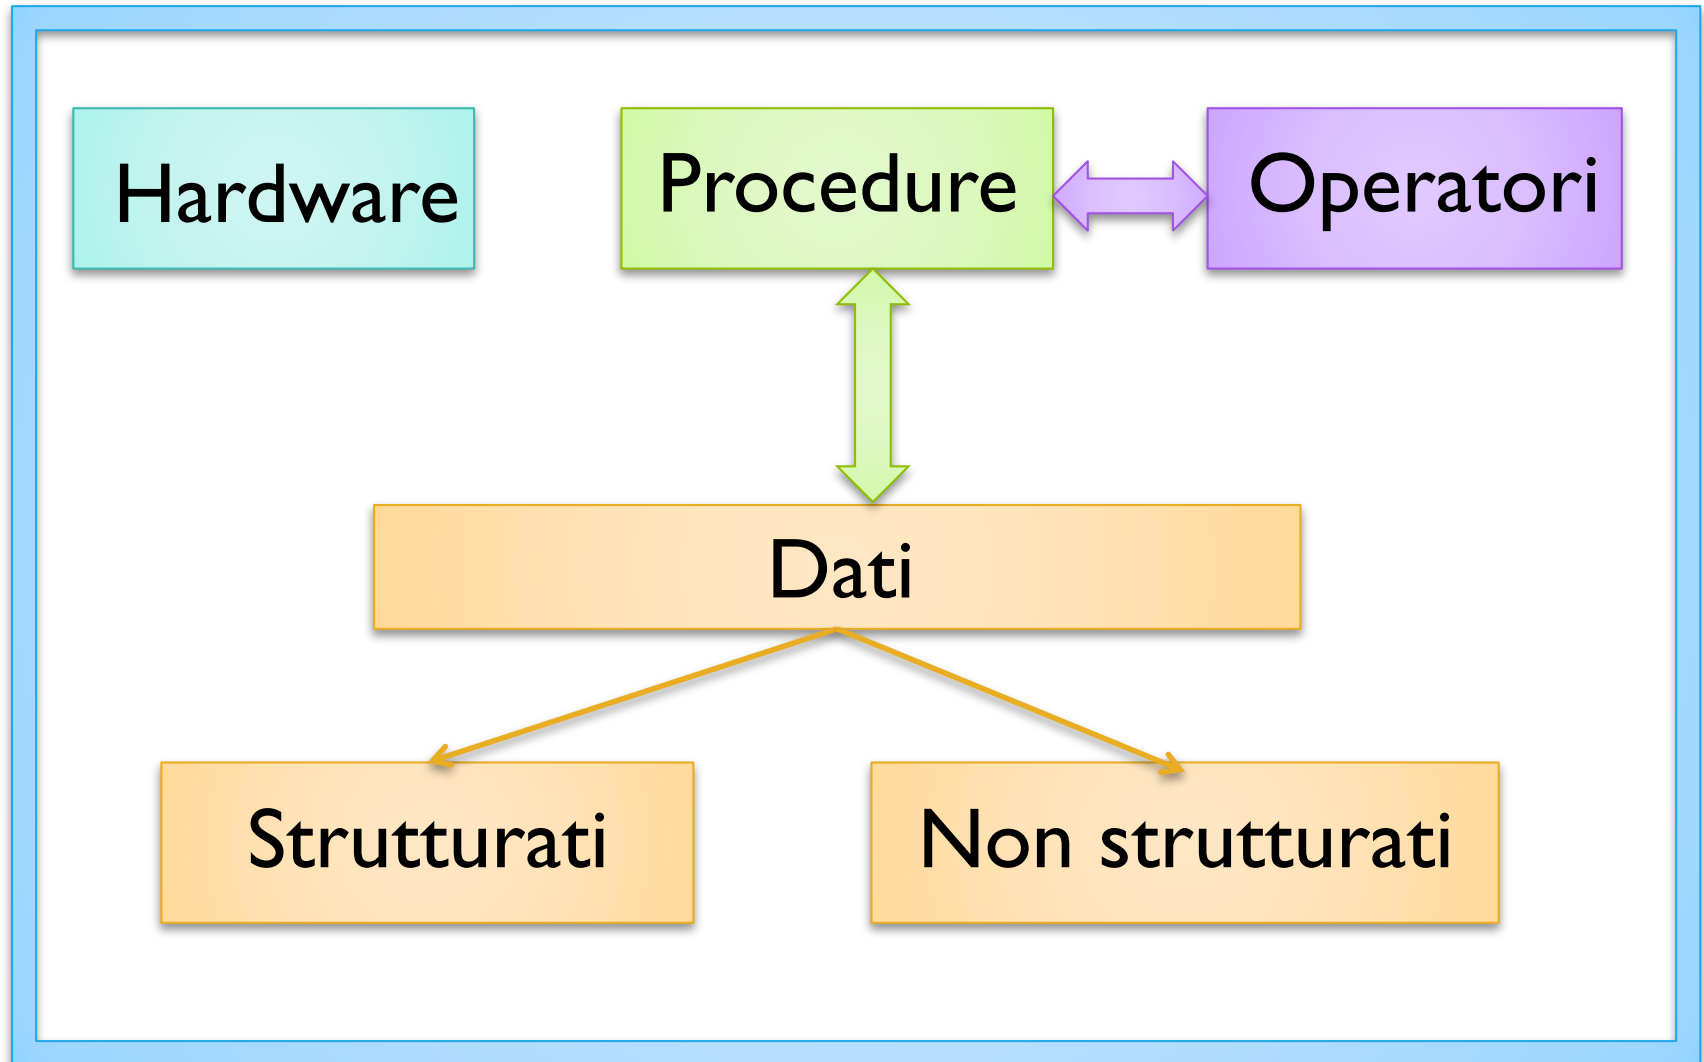 Hardware
Procedure
Operatori
Dati
Strutturati
Non strutturati